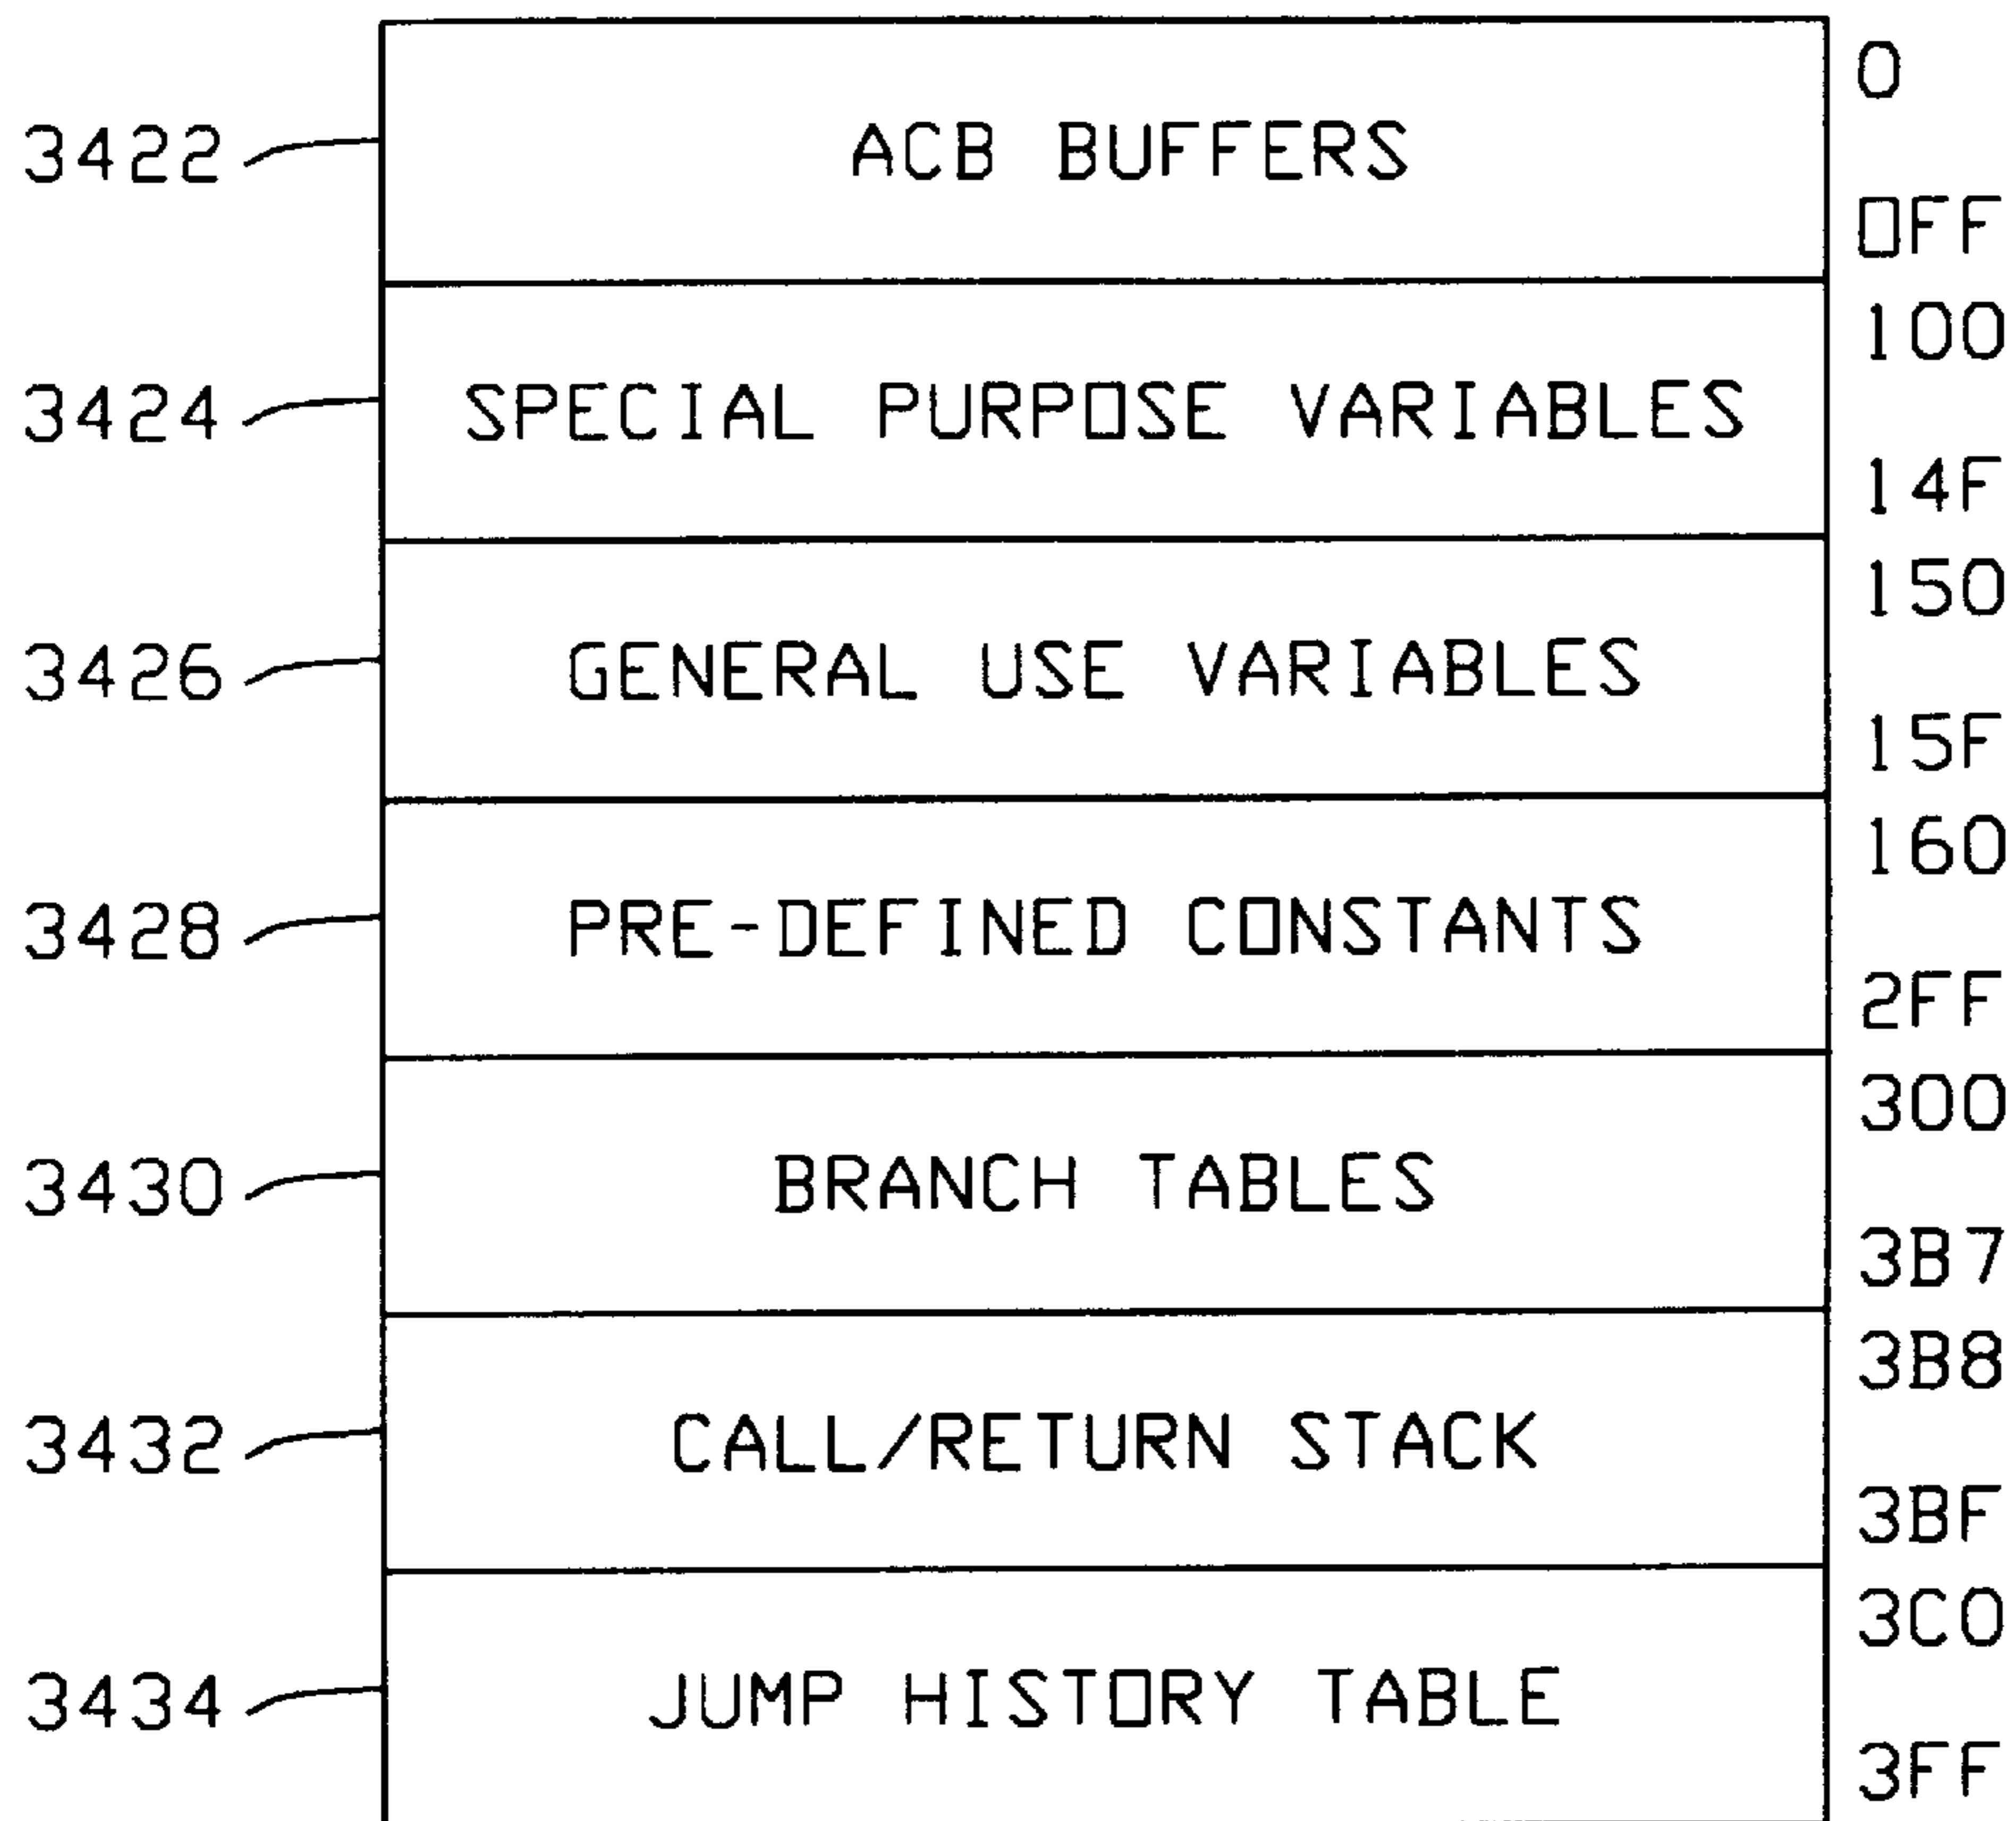 0
3422 ACB BUFFERS
0FF
100
3424 SPECIAL PURPOSE VARIABLES
14F
150
3426 GENERAL USE VARIABLES
15F
160
3428 PRE-DEFINED CONSTANTS
2FF
300
3430 BRANCH TABLES
3B7
3B8
3432 CALL/RETURN STACK
3BF
3C0
3434 JUMP HISTORY TABLE
3FF